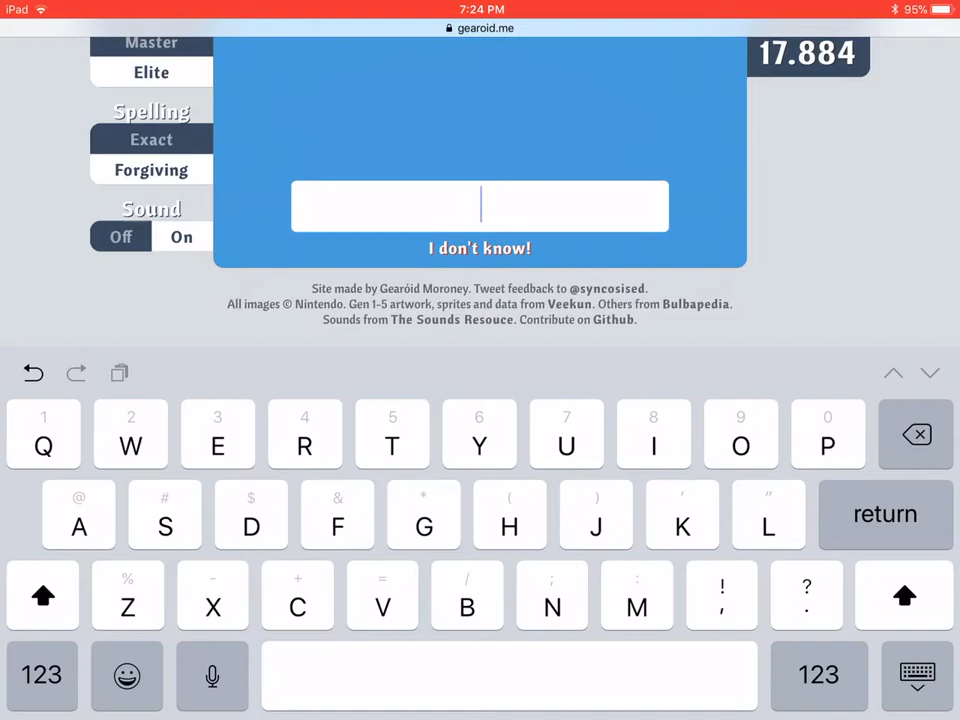 iPad 7:24 PM 95%
gearoid.me
Master
17.884
Elite
Spelling
Exact
Forgiving
Sound
Off On
I don't know!
Site made by Gearóid Moroney. Tweet feedback to @syncosised.
All images © Nintendo. Gen 1-5 artwork, sprites and data from Veekun. Others from Bulbapedia.
Sounds from The Sounds Resouce. Contribute on Github.
1 2 3 4 5 6 7 8 9 0
Q W E R T Y U I O P
@ # $ & * ( ) ' "
A S D F G H J K L return
% - + = / ; : ! ?
Z X C V B N M , .
123 123